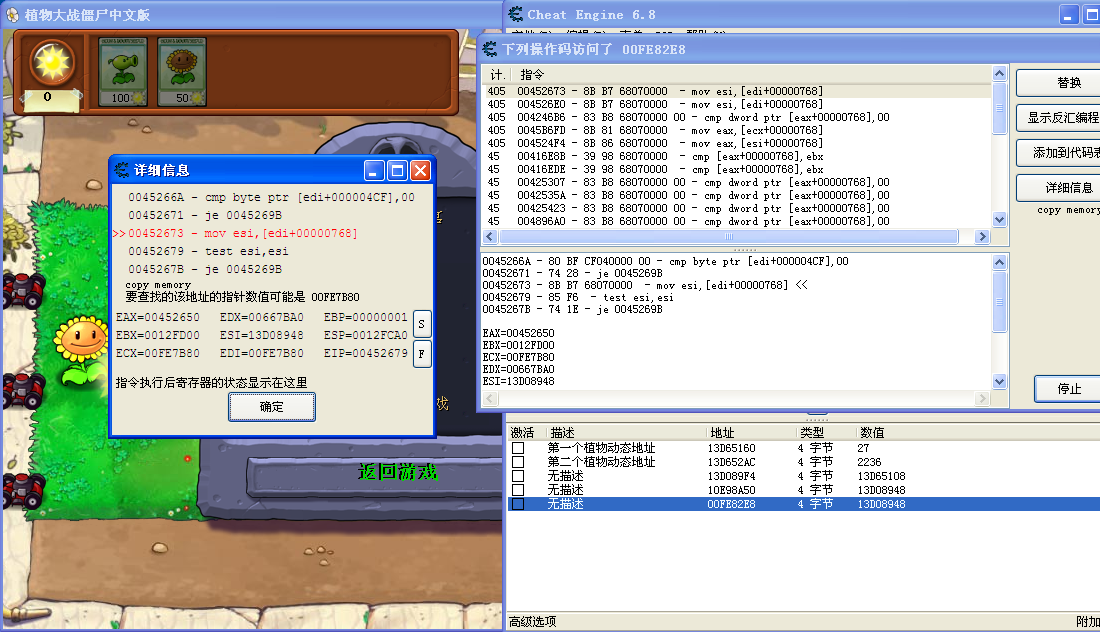 植物大战僵尸中文版
0
100
50
返回游戏
戏
详细信息
0045266A - cmp byte ptr [edi+000004CF],00
00452671 - je 0045269B
>>00452673 - mov esi,[edi+00000768]
00452679 - test esi,esi
0045267B - je 0045269B
copy memory
要查找的该地址的指针数值可能是 00FE7B80
EAX=00452650 EDX=00667BA0 EBP=00000001
EBX=0012FD00 ESI=13D08948 ESP=0012FCA0
ECX=00FE7B80 EDI=00FE7B80 EIP=00452679
S
F
指令执行后寄存器的状态显示在这里
确定
Cheat Engine 6.8
下列操作码访问了 00FE82E8
计. 指令
405 00452673 - 8B B7 68070000 - mov esi,[edi+00000768]
405 004526E0 - 8B B7 68070000 - mov esi,[edi+00000768]
405 004246B6 - 83 B8 68070000 00 - cmp dword ptr [eax+00000768],00
405 0045B6FD - 8B 81 68070000 - mov eax,[ecx+00000768]
405 004524F4 - 8B 86 68070000 - mov eax,[esi+00000768]
45 00416E8B - 39 98 68070000 - cmp [eax+00000768],ebx
45 00416EDE - 39 98 68070000 - cmp [eax+00000768],ebx
45 00425307 - 83 B8 68070000 00 - cmp dword ptr [eax+00000768],00
45 0042535A - 83 B8 68070000 00 - cmp dword ptr [eax+00000768],00
45 00425423 - 83 B8 68070000 00 - cmp dword ptr [eax+00000768],00
45 004896A0 - 83 B8 68070000 00 - cmp dword ptr [eax+00000768],00
替换
显示反汇编程
添加到代码表
详细信息
copy memory
0045266A - 80 BF CF040000 00 - cmp byte ptr [edi+000004CF],00
00452671 - 74 28 - je 0045269B
00452673 - 8B B7 68070000 - mov esi,[edi+00000768] <<
00452679 - 85 F6 - test esi,esi
0045267B - 74 1E - je 0045269B
EAX=00452650
EBX=0012FD00
ECX=00FE7B80
EDX=00667BA0
ESI=13D08948
停止
激活 描述 地址 类型 数值
第一个植物动态地址 13D65160 4 字节 27
第二个植物动态地址 13D652AC 4 字节 2236
无描述 13D089F4 4 字节 13D65108
无描述 10E98A50 4 字节 13D08948
无描述 00FE82E8 4 字节 13D08948
高级选项
附加